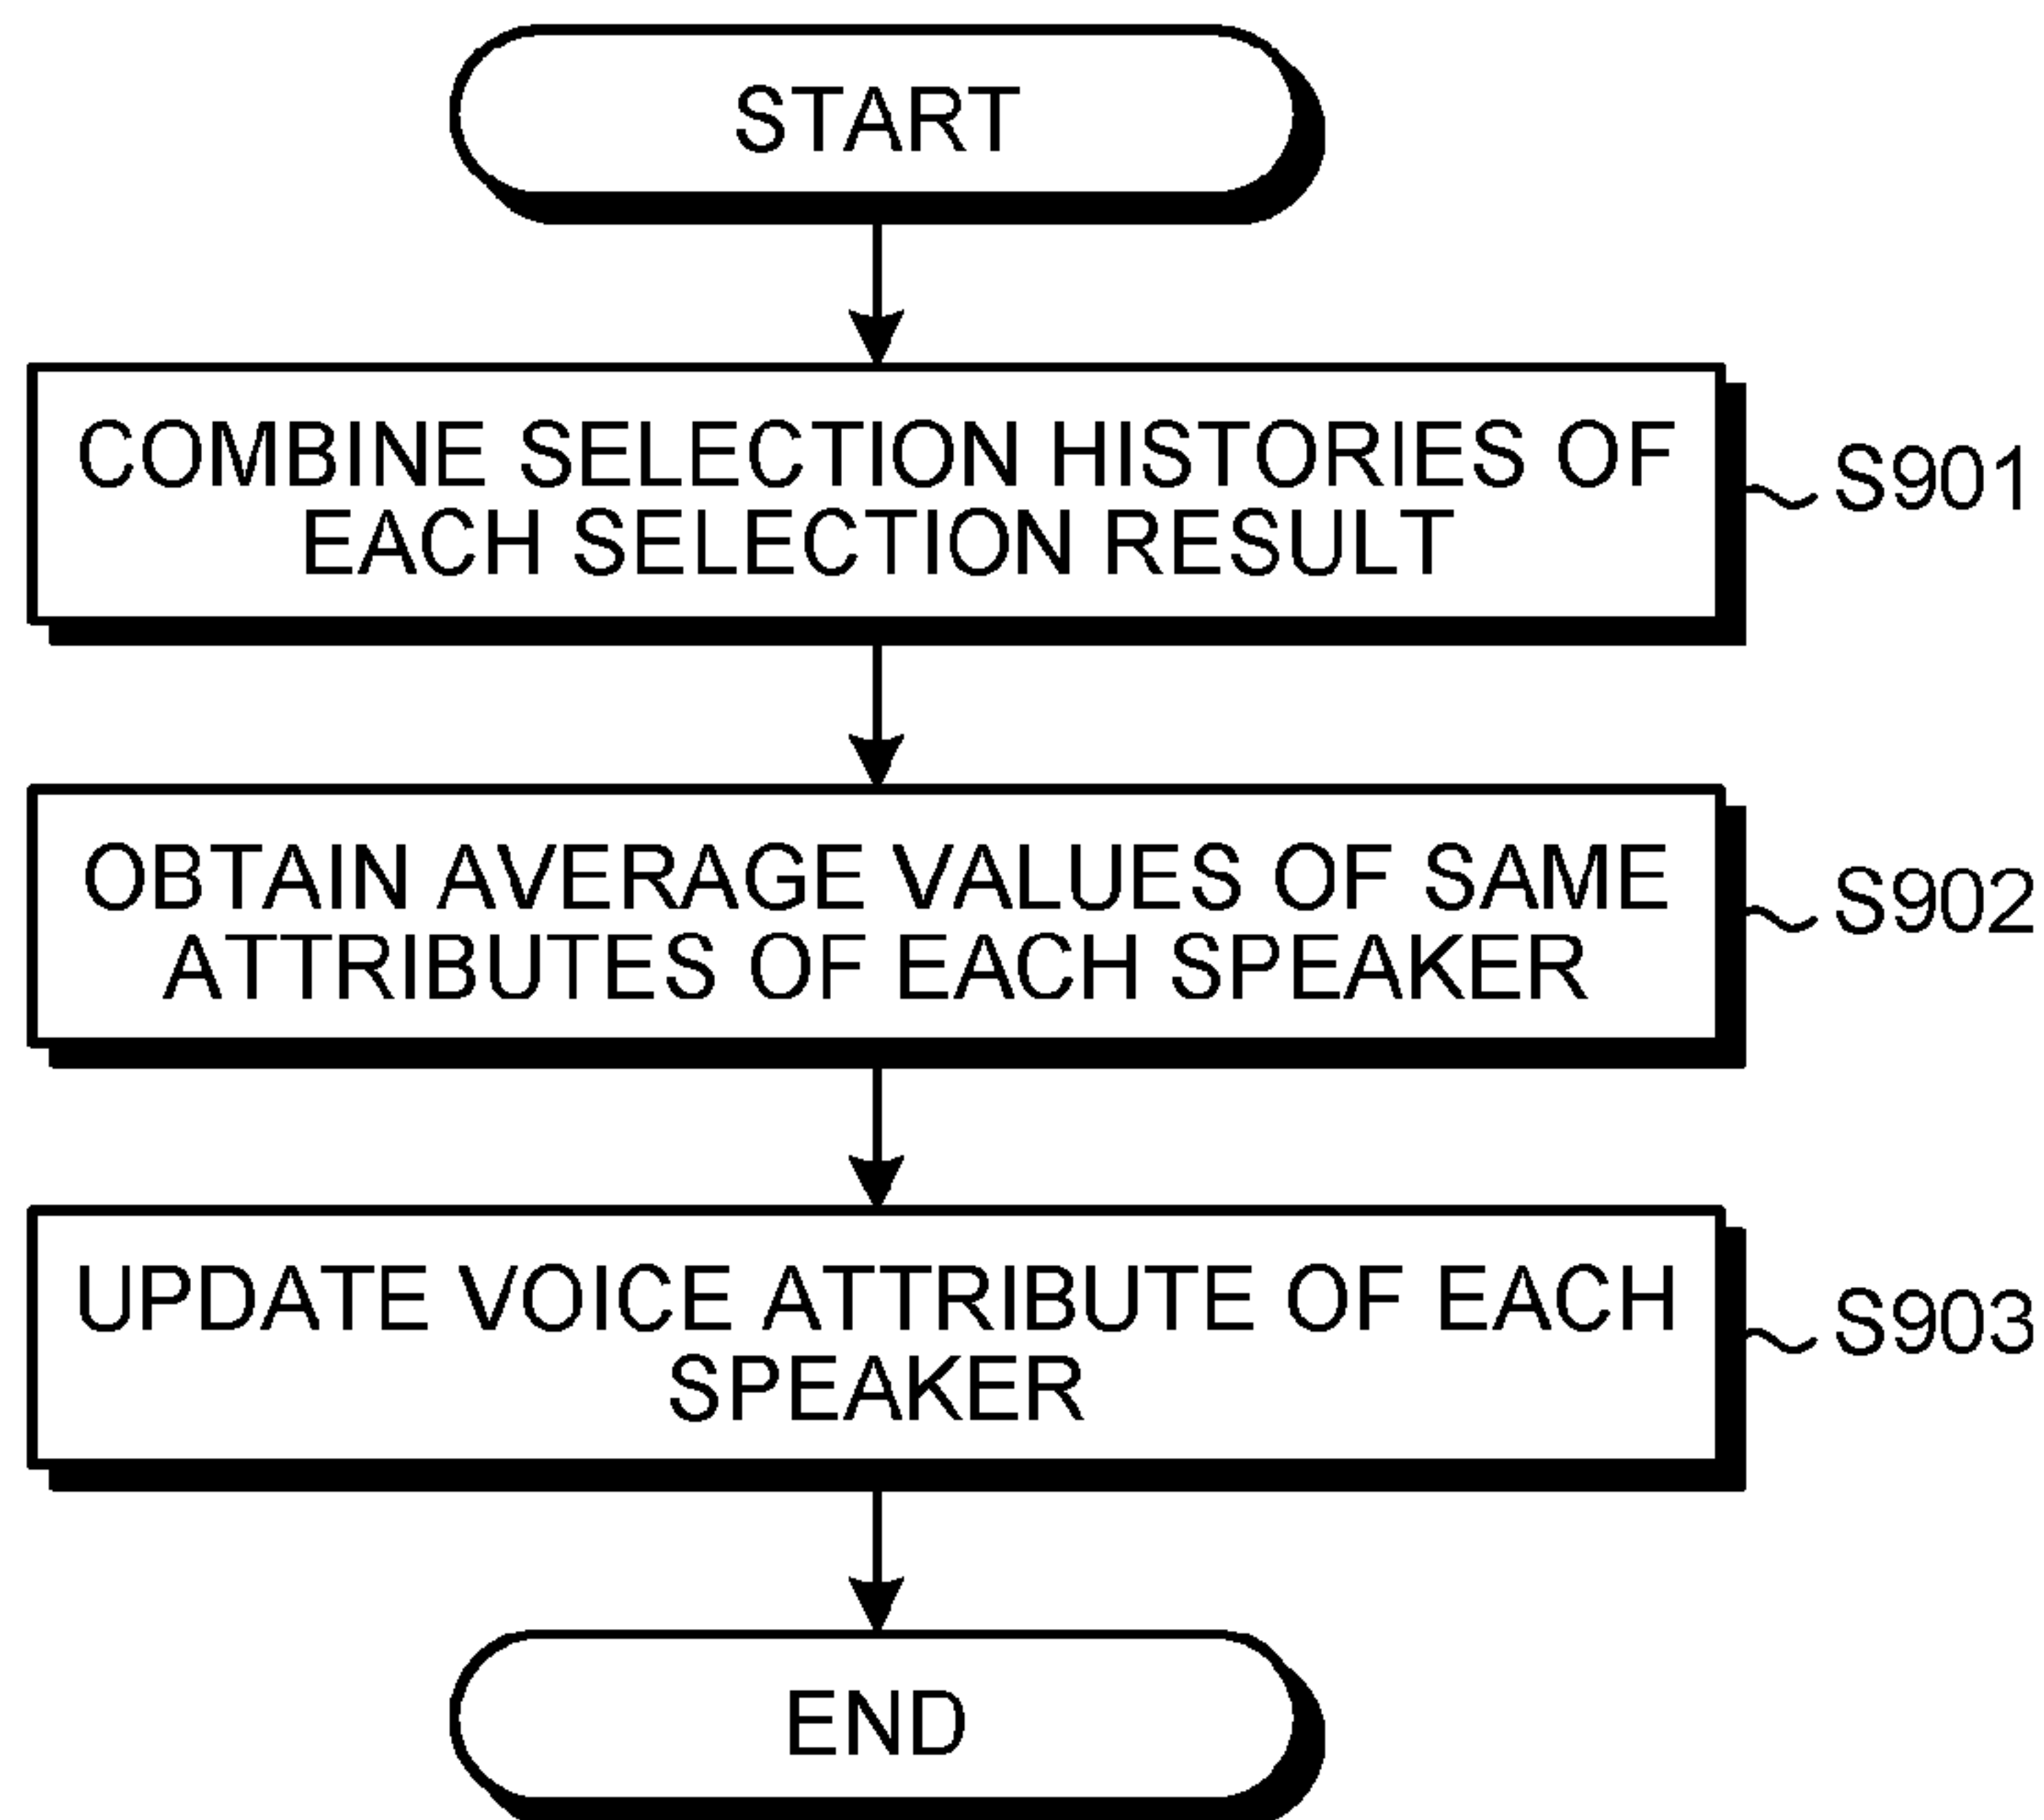 START
COMBINE SELECTION HISTORIES OF
EACH SELECTION RESULT
S901
OBTAIN AVERAGE VALUES OF SAME
ATTRIBUTES OF EACH SPEAKER
S902
UPDATE VOICE ATTRIBUTE OF EACH
SPEAKER
S903
END